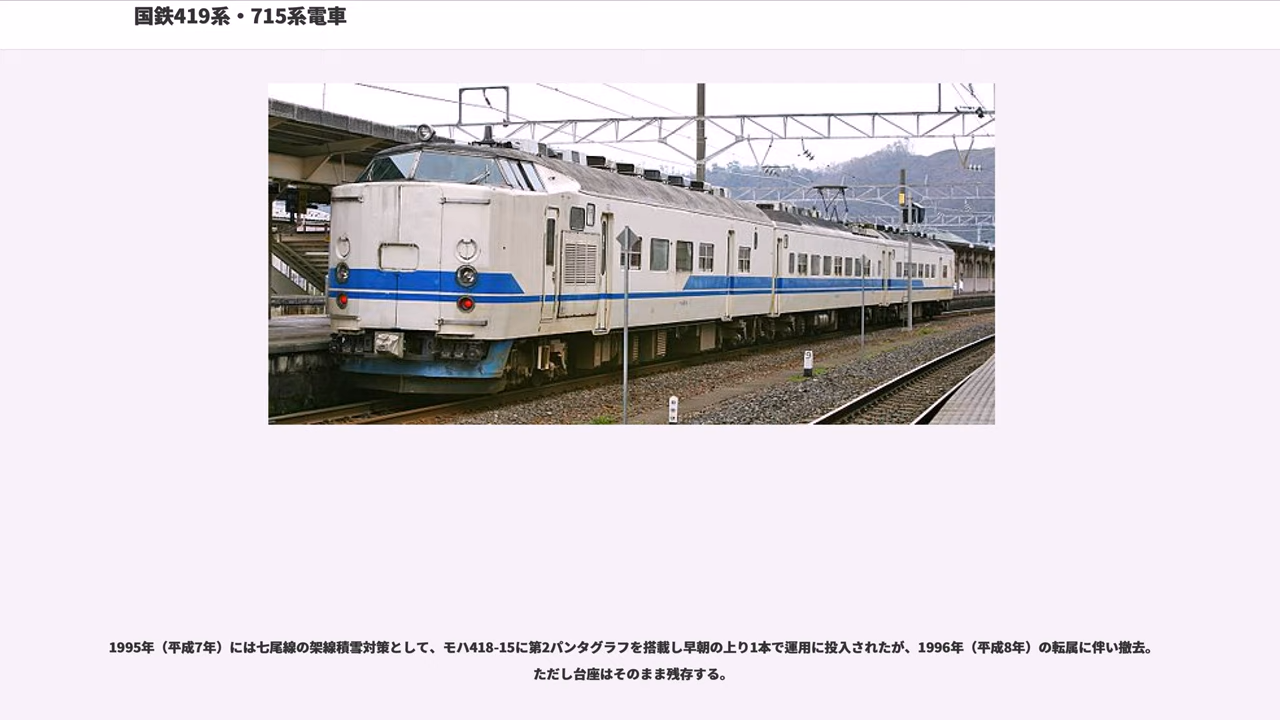 国鉄419系・715系電車
9
1995年（平成7年）には七尾線の架線積雪対策として、モハ418-15に第2パンタグラフを搭載し早朝の上り1本で運用に投入されたが、1996年（平成8年）の転属に伴い撤去。
ただし台座はそのまま残存する。